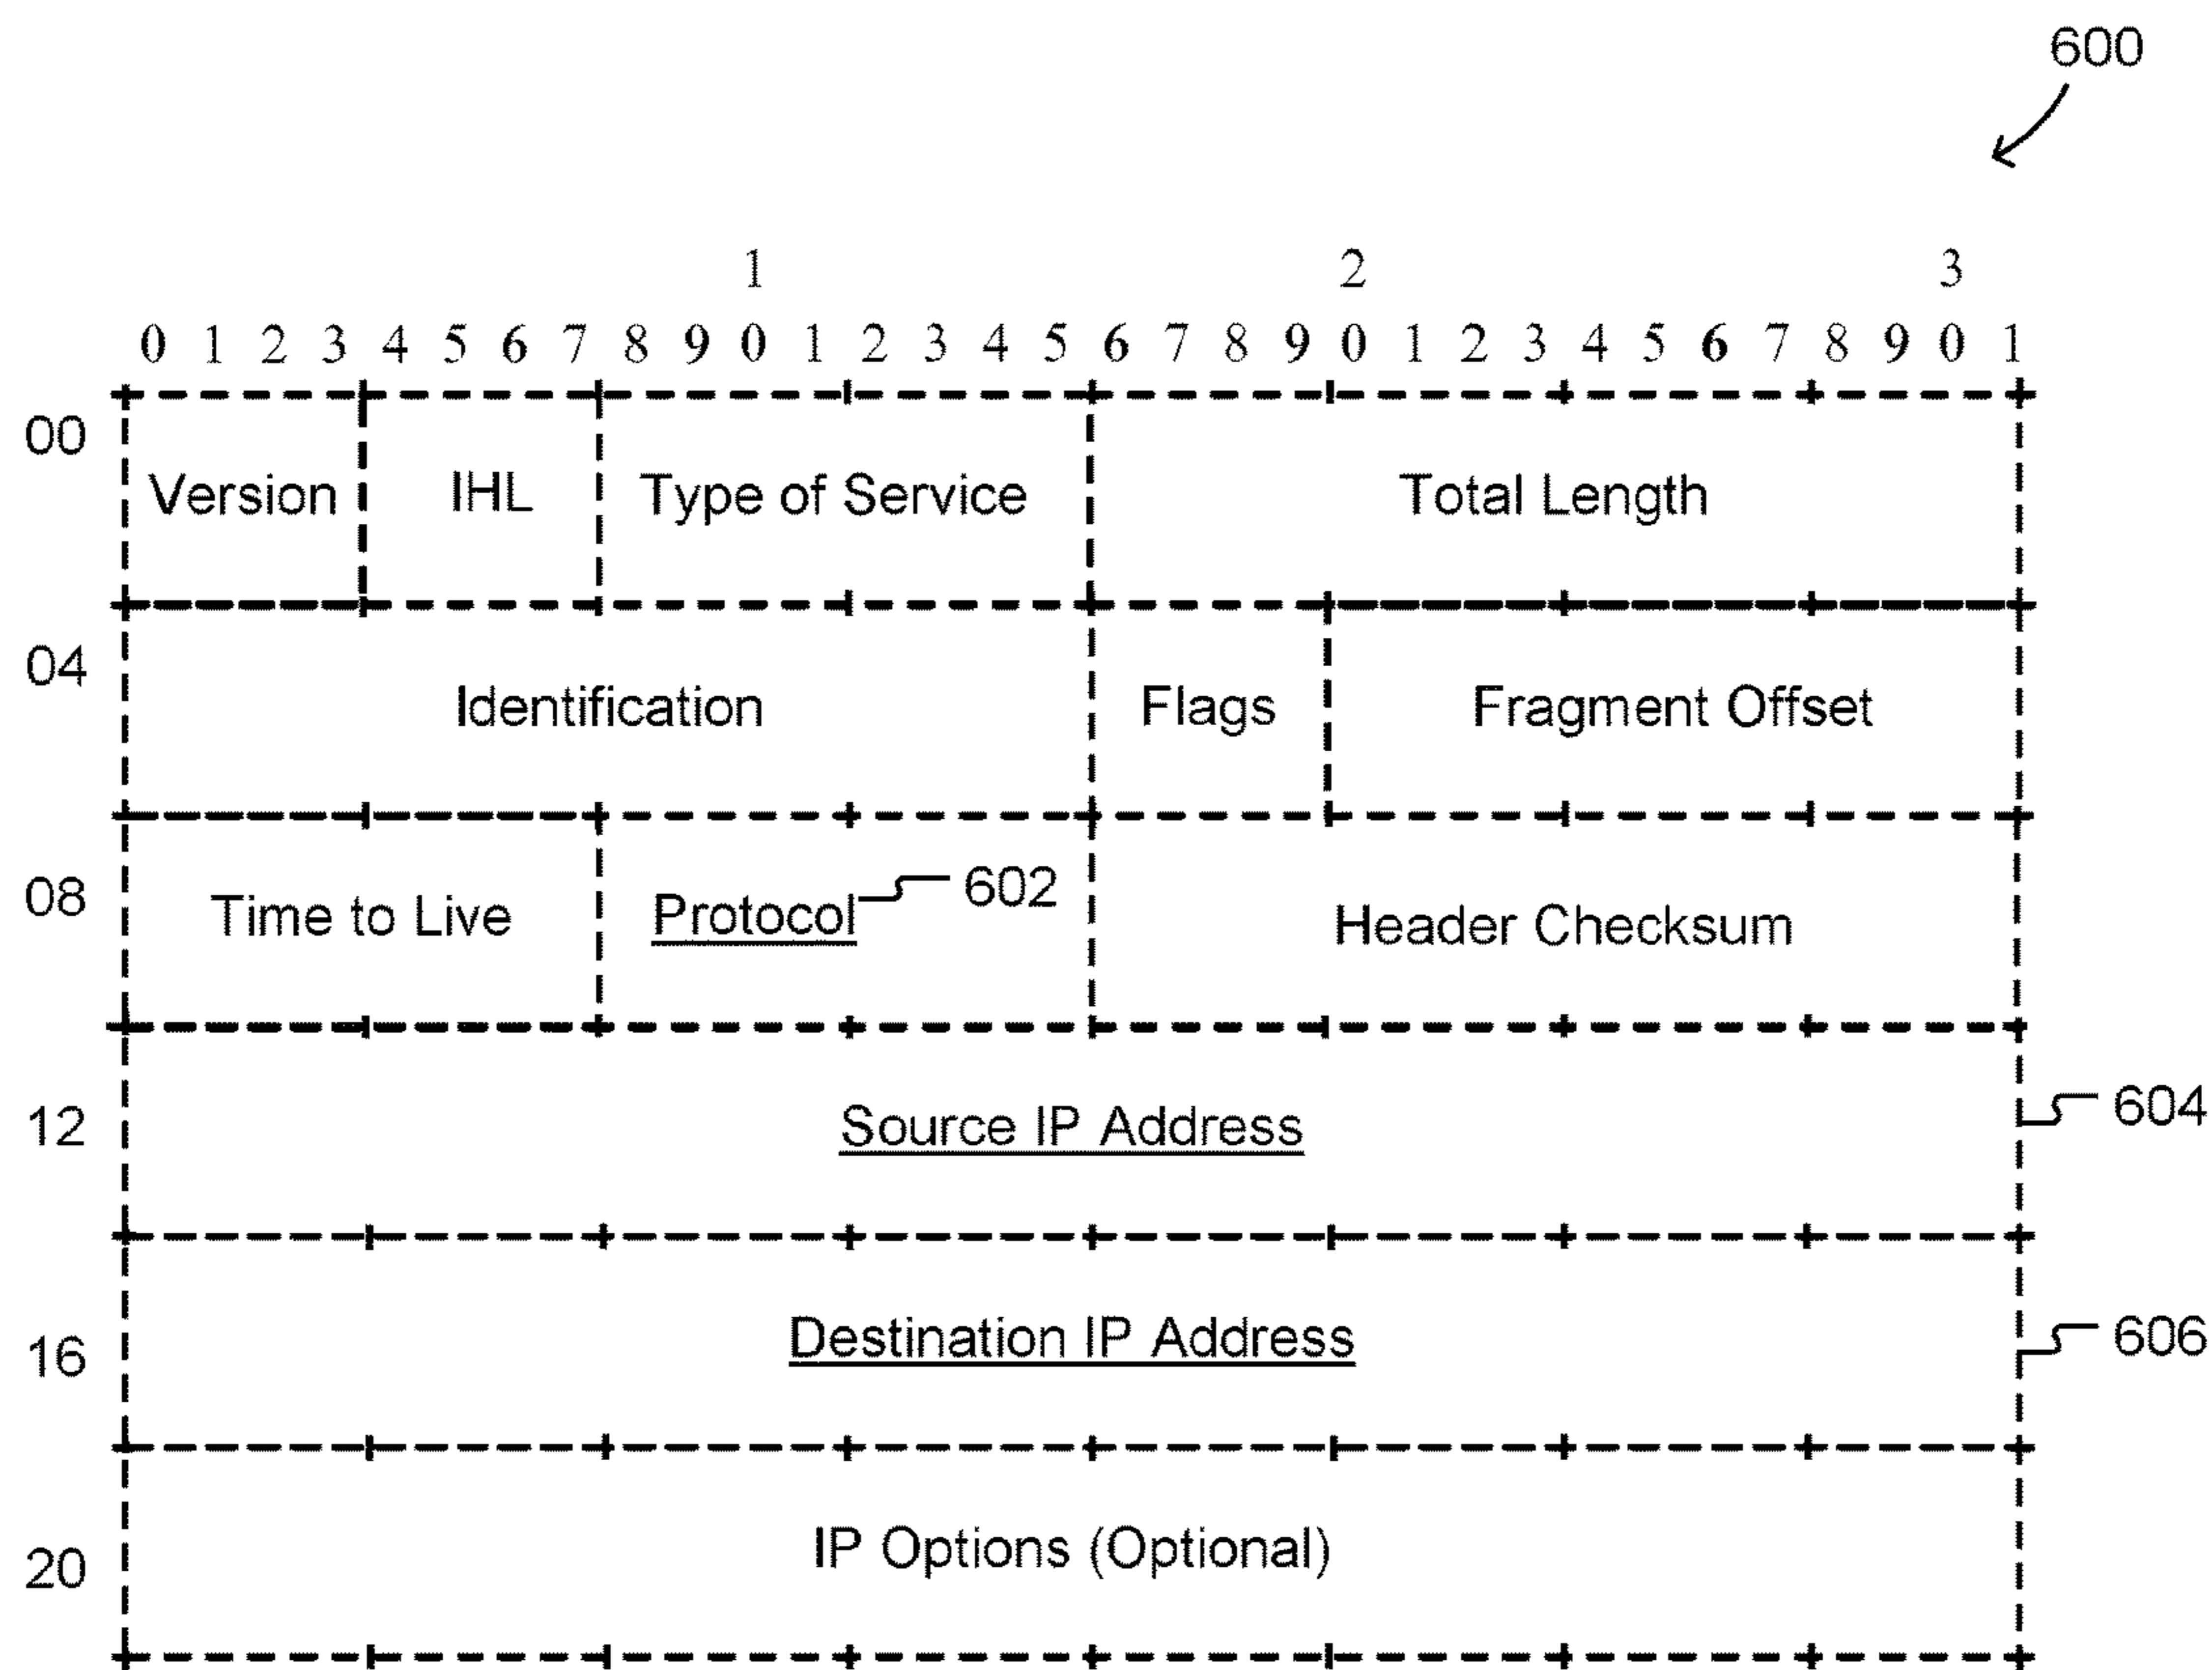 600
1 2 3
0 1 2 3 4 5 6 7 8 9 0 1 2 3 4 5 6 7 8 9 0 1 2 3 4 5 6 7 8 9 0 1
00
Version IHL Type of Service Total Length
04
Identification Flags Fragment Offset
08
Time to Live Protocol 602 Header Checksum
12
Source IP Address 604
16
Destination IP Address 606
20
IP Options (Optional)